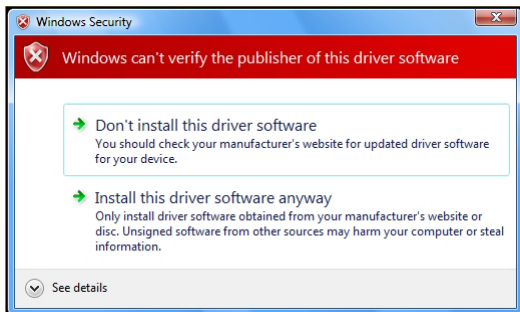 Windows Security
Windows can't verify the publisher of this driver software
Don't install this driver software
You should check your manufacturer's website for updated driver software
for your device.
Install this driver software anyway
Only install driver software obtained from your manufacturer's website or
disc. Unsigned software from other sources may harm your computer or steal
information.
See details